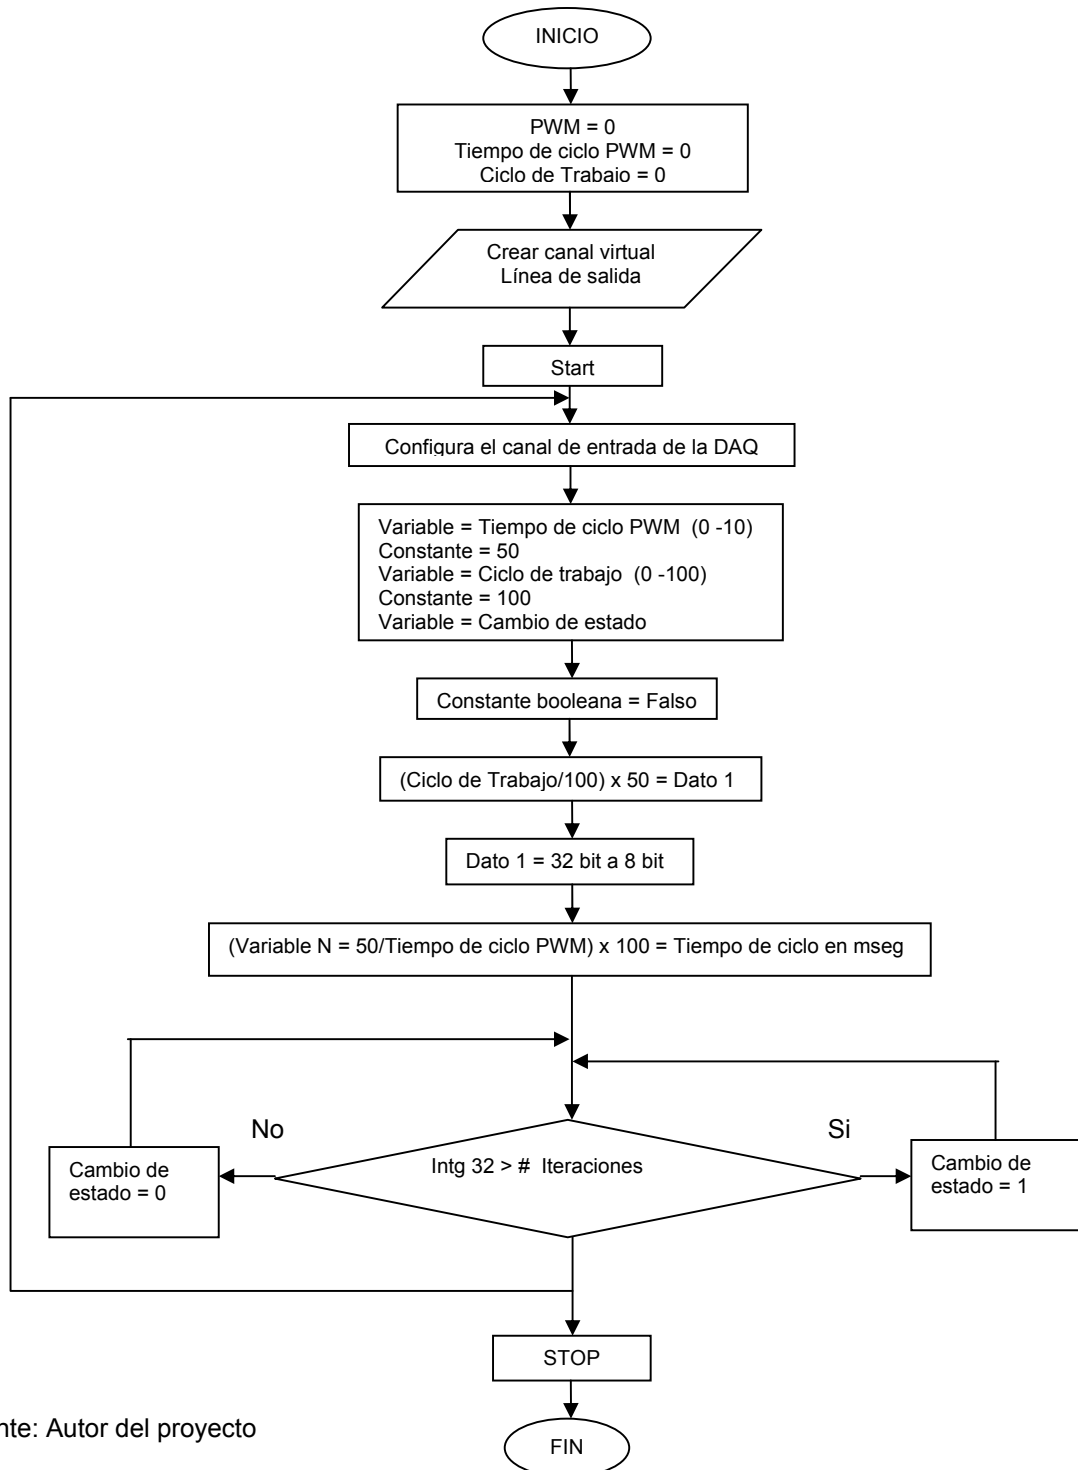 INICIO
PWM = 0
Tiempo de ciclo PWM = 0
Ciclo de Trabaio = 0
Crear canal virtual
Línea de salida
Start
Configura el canal de entrada de la DAQ
Variable = Tiempo de ciclo PWM (0 -10)
Constante = 50
Variable = Ciclo de trabajo (0 -100)
Constante = 100
Variable = Cambio de estado
Constante booleana = Falso
(Ciclo de Trabajo/100) x 50 = Dato 1
Dato 1 = 32 bit a 8 bit
(Variable N = 50/Tiempo de ciclo PWM) x 100 = Tiempo de ciclo en mseg
No
Si
Cambio de
estado = 0
Intg 32 > # Iteraciones
Cambio de
estado = 1
STOP
nte: Autor del proyecto
FIN